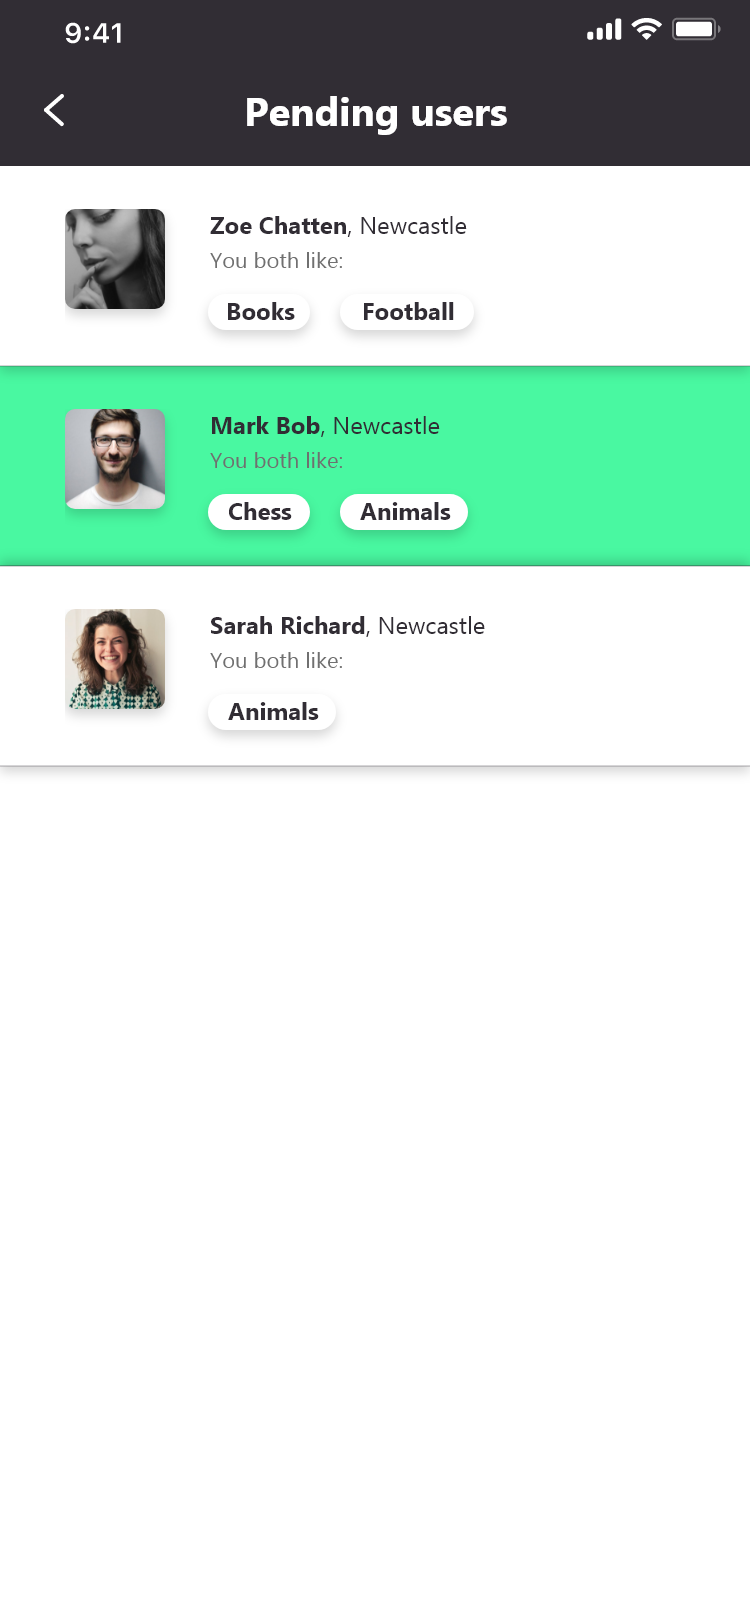 9:41
Pending users
Zoe Chatten, Newcastle
You both like:
Books Football
Mark Bob, Newcastle
You both like:
Chess Animals
Sarah Richard, Newcastle
You both like:
Animals